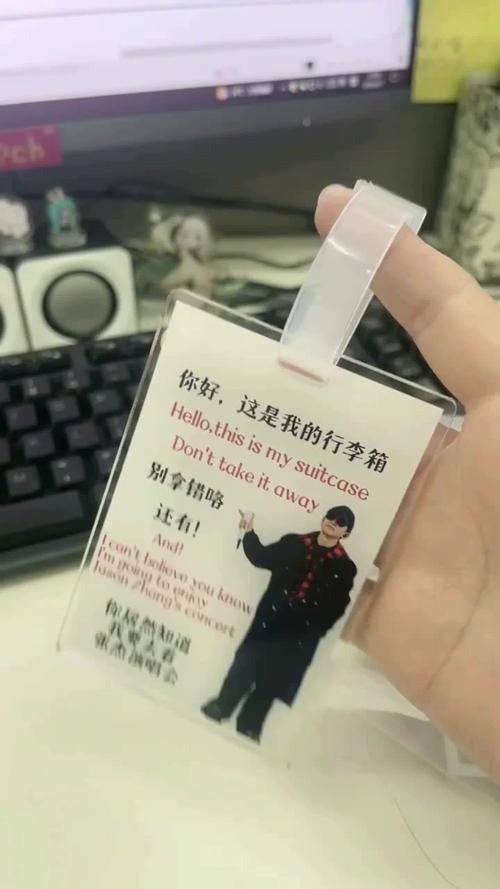 och
你好，这是我的行李箱
Hello,this is my suitcase
Don't take it away
别拿错咯
还有！
And!
I can't believe you know
I'm going to enjoy
Jason Zhang's concert
你居然知道
我要去看
张杰演唱会